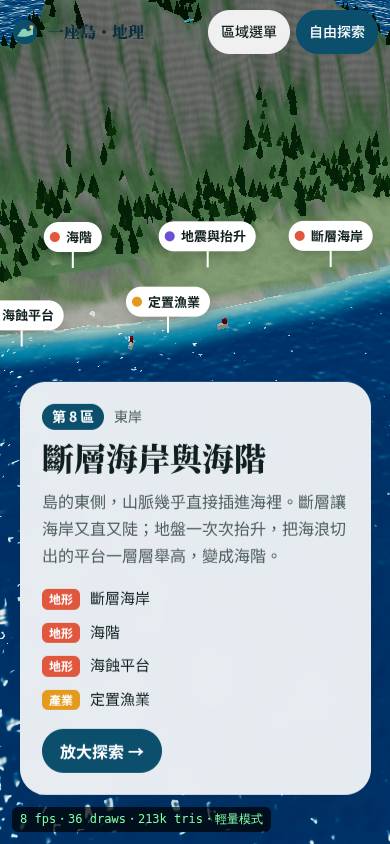 一座島·地理
區域選單
自由探索
海階
地震與抬升
斷層海岸
海蝕平台
定置漁業
第 8 區 東岸
斷層海岸與海階
島的東側，山脈幾乎直接插進海裡。斷層讓
海岸又直又陡；地盤一次次抬升，把海浪切
出的平台一層層舉高，變成海階。
地形 斷層海岸
地形 海階
地形 海蝕平台
產業 定置漁業
放大探索 →
8 fps · 36 draws · 213k tris · 輕量模式